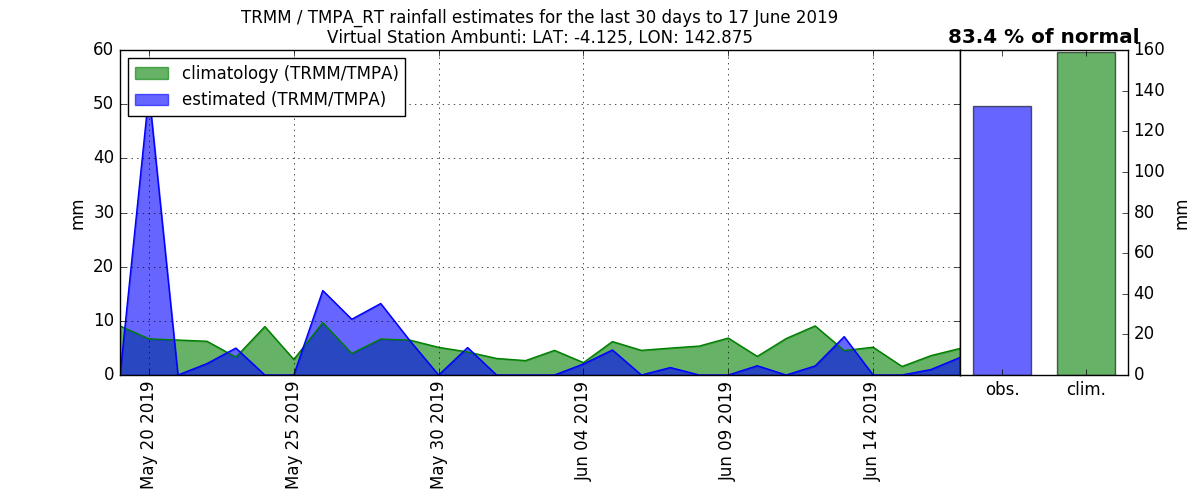 TRMM / TMPA_RT rainfall estimates for the last 30 days to 17 June 2019
Virtual Station Ambunti: LAT: -4.125, LON: 142.875
83.4 % of normal
climatology (TRMM/TMPA)
estimated (TRMM/TMPA)
60
50
40
30
20
10
0
mm
May 20 2019
May 25 2019
May 30 2019
Jun 04 2019
Jun 09 2019
Jun 14 2019
obs.
clim.
160
140
120
100
80
60
40
20
0
mm